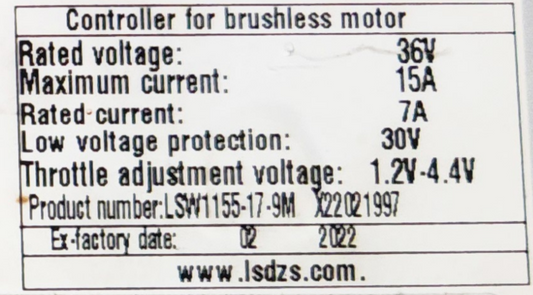 Controller for brushless motor
Rated voltage: 36V
Maximum current: 15A
Rated current: 7A
Low voltage protection: 30V
Throttle adjustment voltage: 1.2V-4.4V
Product number:LSW1155-17-9M X22021997
Ex-factory date: 02 2022
www.lsdzs.com.